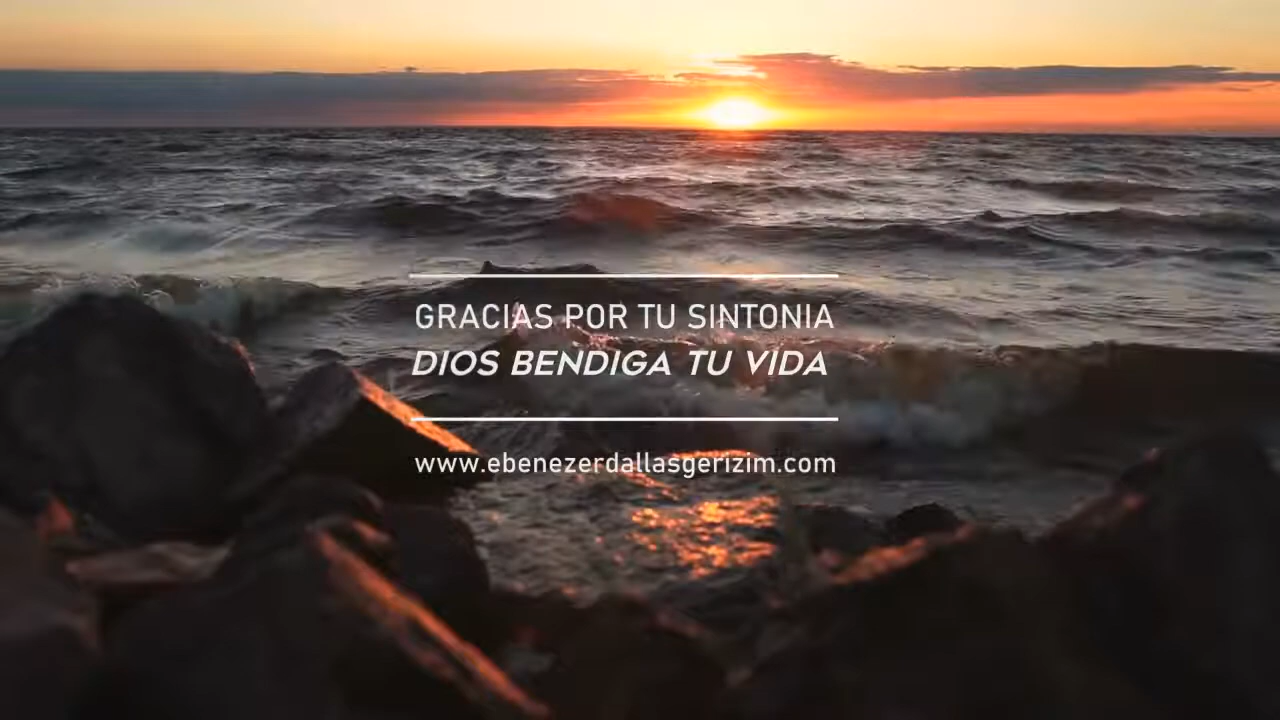 GRACIAS POR TU SINTONIA
DIOS BENDIGA TU VIDA
www.ebenezerdallasgerizim.com